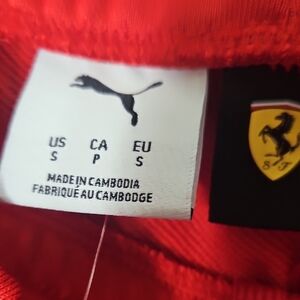 US CA EU
S P S
MADE IN CAMBODIA
FABRIQUÉ AU CAMBODGE
S F